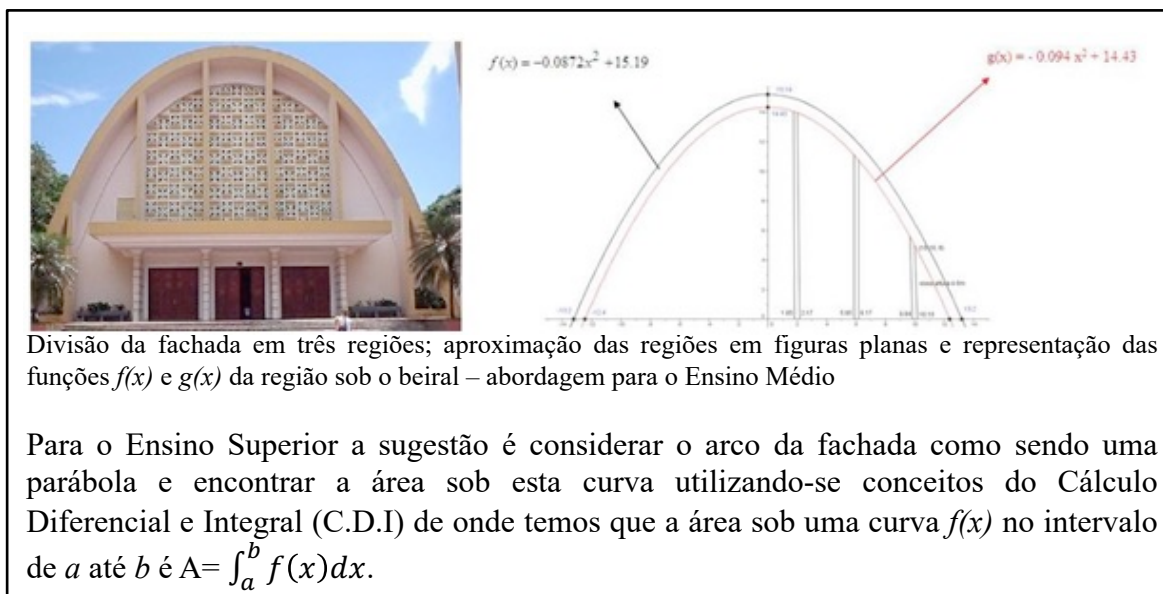 f(x) = −0.0872x² +15.19
g(x) = - 0.094 x² + 14.43
Divisão da fachada em três regiões; aproximação das regiões em figuras planas e representação das
funções f(x) e g(x) da região sob o beiral – abordagem para o Ensino Médio
Para o Ensino Superior a sugestão é considerar o arco da fachada como sendo uma
parábola e encontrar a área sob esta curva utilizando-se conceitos do Cálculo
Diferencial e Integral (C.D.I) de onde temos que a área sob uma curva f(x) no intervalo
de a até b é A= ∫ₐᵇ f(x)dx.